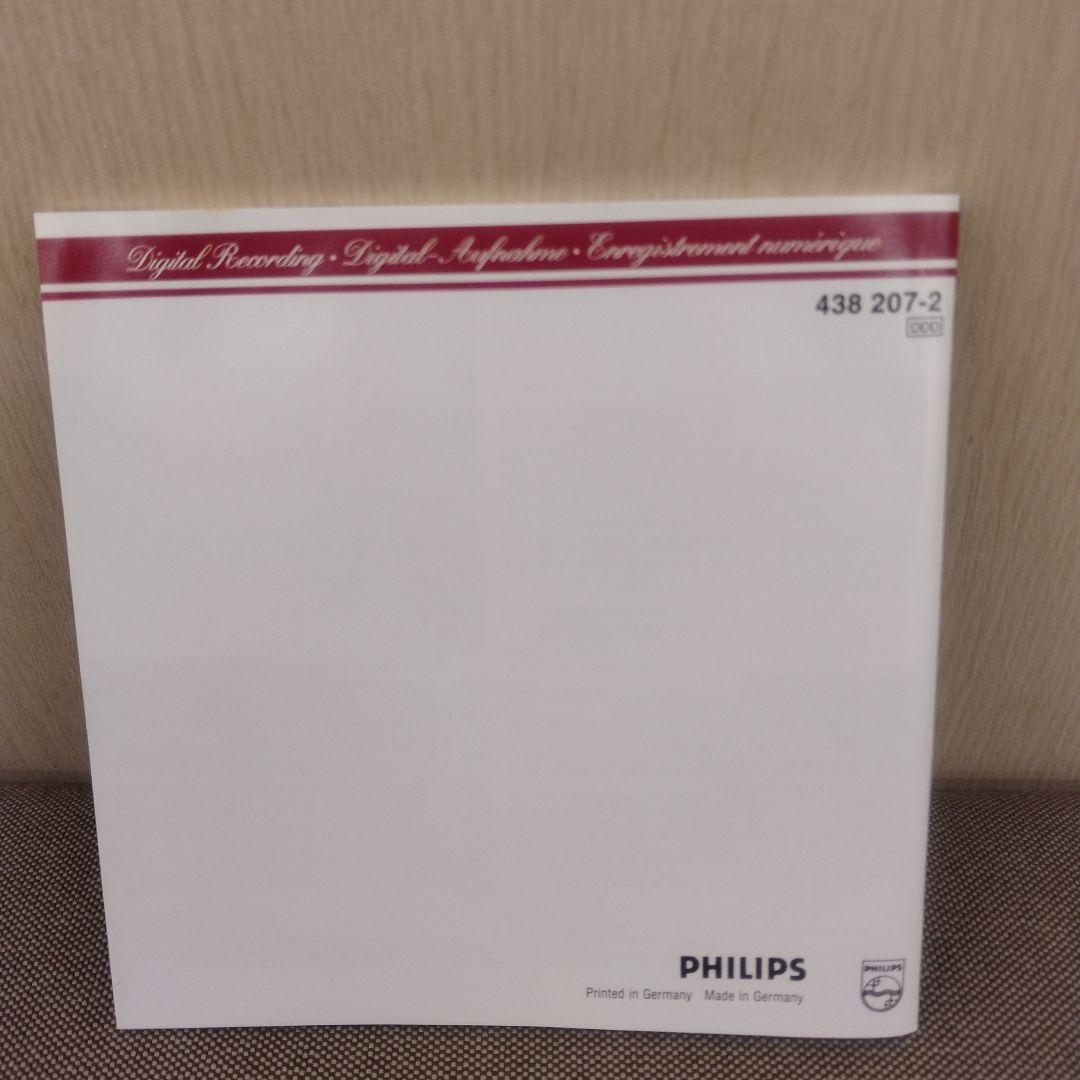 Digital Recording · Digital-Aufnahme · Enregistrement numérique
438 207-2
DDD
PHILIPS
Printed in Germany Made in Germany
PHILIPS